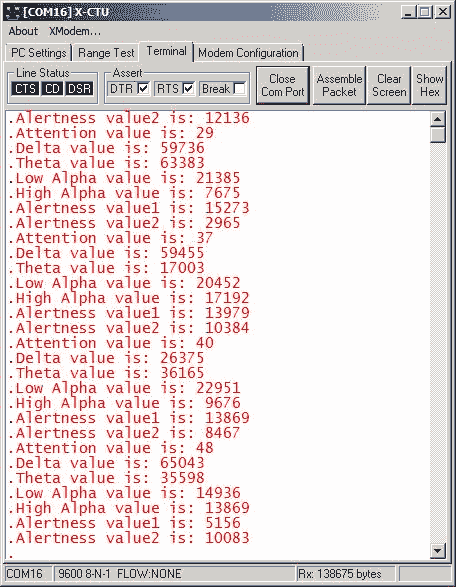 [COM16] X-CTU
About XModem...
PC Settings Range Test Terminal Modem Configuration
Line Status
CTS CD DSR
Assert
DTR RTS Break
Close
Com Port
Assemble
Packet
Clear
Screen
Show
Hex
.Alertness value2 is: 12136
.Attention value is: 29
.Delta value is: 59736
.Theta value is: 63383
.Low Alpha value is: 21385
.High Alpha value is: 7675
.Alertness value1 is: 15273
.Alertness value2 is: 2965
.Attention value is: 37
.Delta value is: 59455
.Theta value is: 17003
.Low Alpha value is: 20452
.High Alpha value is: 17192
.Alertness value1 is: 13979
.Alertness value2 is: 10384
.Attention value is: 40
.Delta value is: 26375
.Theta value is: 36165
.Low Alpha value is: 22951
.High Alpha value is: 9676
.Alertness value1 is: 13869
.Alertness value2 is: 8467
.Attention value is: 48
.Delta value is: 65043
.Theta value is: 35598
.Low Alpha value is: 14936
.High Alpha value is: 13869
.Alertness value1 is: 5156
.Alertness value2 is: 10083
.
COM16 9600 8-N-1 FLOW:NONE Rx: 138675 bytes